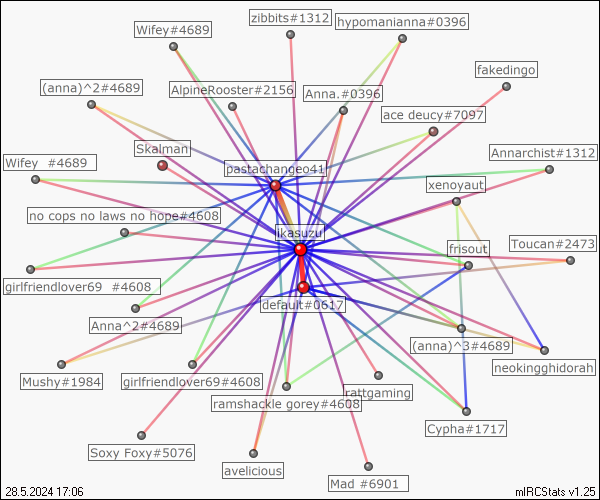 zibbits#1312
hypomanianna#0396
Wifey#4689
fakedingo
(anna)^2#4689
AlpineRooster#2156
Anna.#0396
ace deucy#7097
Skalman
Annarchist#1312
Wifey  #4689
pastachangeo41
xenoyaut
no cops no laws no hope#4608
ikasuzu
frisout
Toucan#2473
girlfriendlover69  #4608
default#0617
Anna^2#4689
(anna)^3#4689
neokingghidorah
Mushy#1984
girlfriendlover69#4608
rattgaming
ramshackle gorey#4608
Cypha#1717
Soxy Foxy#5076
avelicious
Mad #6901
28.5.2024 17:06
mIRCStats v1.25